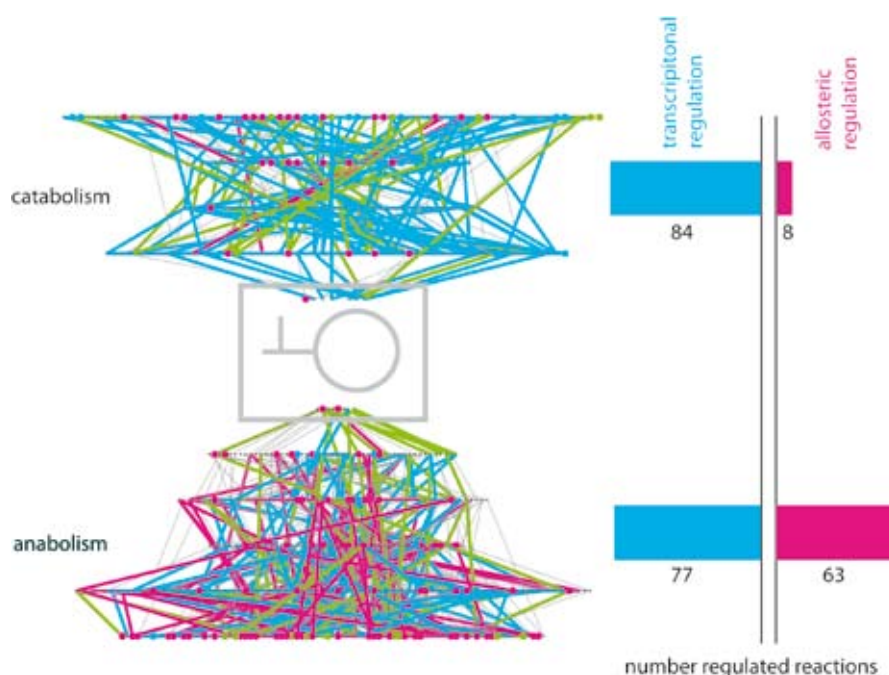 transcripitonal
regulation
allosteric
regulation
catabolism
84
8
anabolism
77
63
number regulated reactions